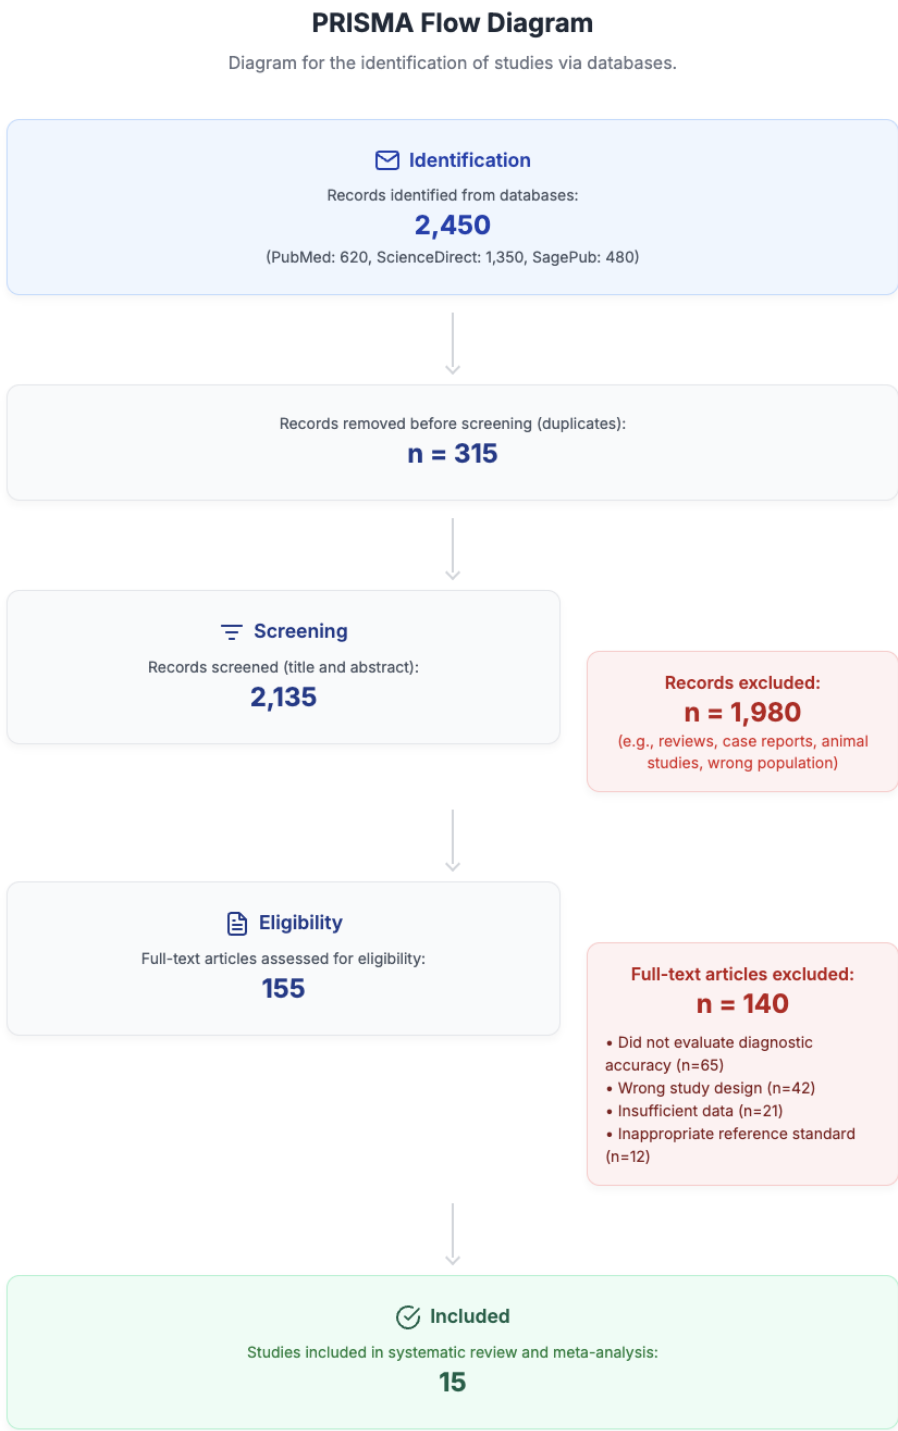 PRISMA Flow Diagram
Diagram for the identification of studies via databases.
Identification
Records identified from databases:
2,450
(PubMed: 620, ScienceDirect: 1,350, SagePub: 480)
Records removed before screening (duplicates):
n = 315
Screening
Records screened (title and abstract):
2,135
Records excluded:
n = 1,980
(e.g., reviews, case reports, animal
studies, wrong population)
Eligibility
Full-text articles assessed for eligibility:
155
Full-text articles excluded:
n = 140
• Did not evaluate diagnostic
accuracy (n=65)
• Wrong study design (n=42)
• Insufficient data (n=21)
• Inappropriate reference standard
(n=12)
Included
Studies included in systematic review and meta-analysis:
15